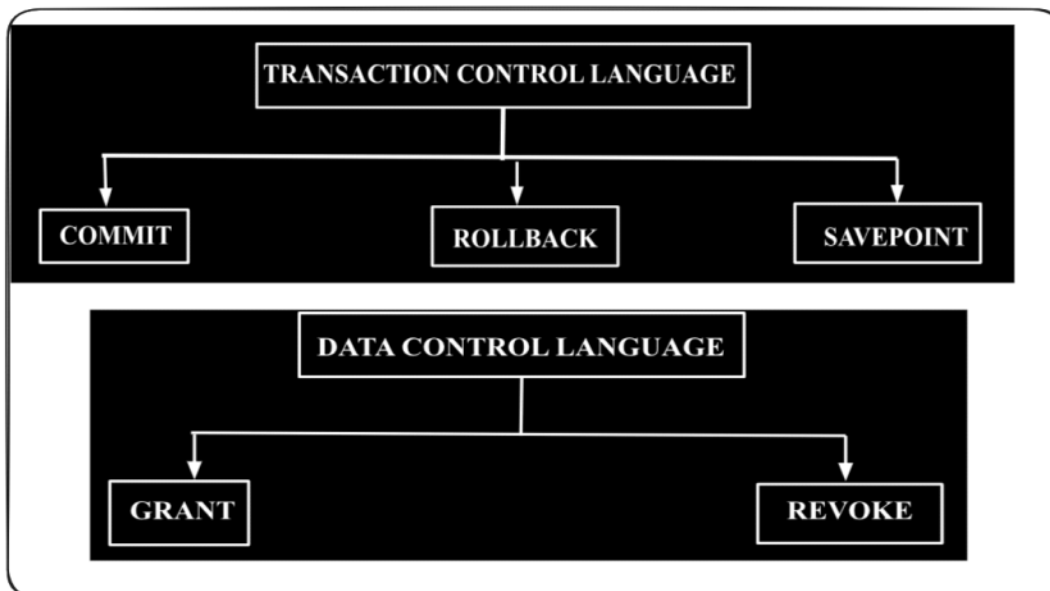 TRANSACTION CONTROL LANGUAGE
COMMIT
ROLLBACK
SAVEPOINT
DATA CONTROL LANGUAGE
GRANT
REVOKE